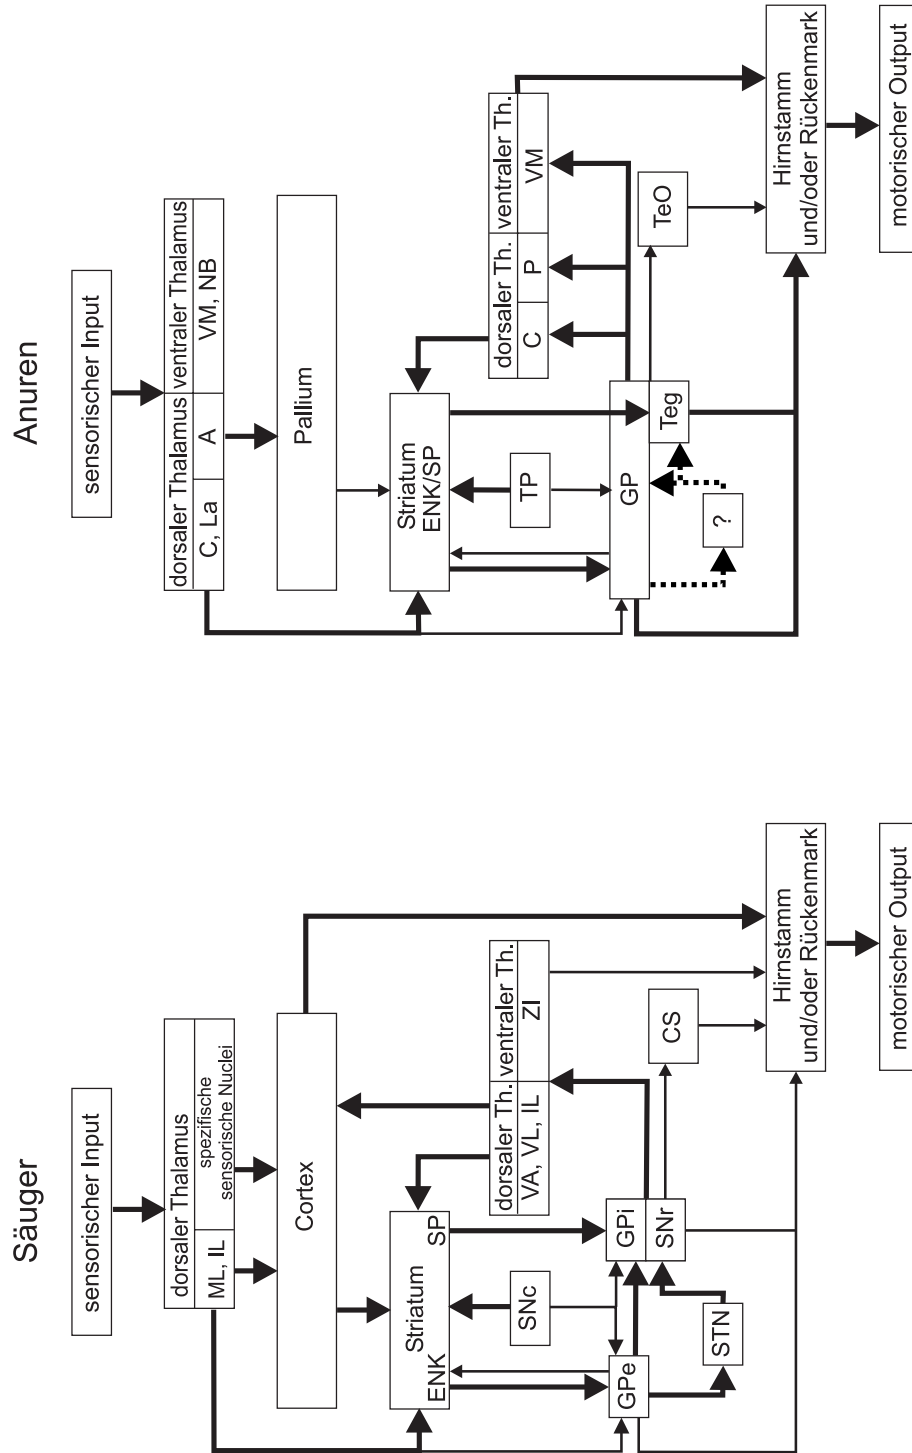 Säuger
sensorischer Input
dorsaler Thalamus
ML, IL
spezifische
sensorische Nuclei
Cortex
Striatum
ENK
SP
dorsaler Th.
ventraler Th.
VA, VL, IL
ZI
SNc
GPe
GPi
SNr
CS
STN
Hirnstamm
und/oder Rückenmark
motorischer Output
Anuren
sensorischer Input
dorsaler Thalamus
ventraler Thalamus
C, La
A
VM, NB
Pallium
Striatum
ENK/SP
dorsaler Th.
ventraler Th.
C
P
VM
TP
GP
Teg
TeO
?
Hirnstamm
und/oder Rückenmark
motorischer Output